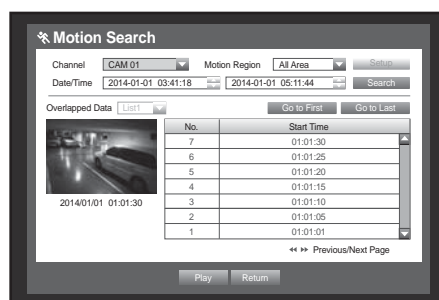 Motion Search
Channel CAM 01 Motion Region All Area Setup
Date/Time 2014-01-01 03:41:18 2014-01-01 05:11:44 Search
Overlapped Data List1 Go to First Go to Last
No. Start Time
7 01:01:30
6 01:01:25
5 01:01:20
4 01:01:15
3 01:01:10
2 01:01:05
1 01:01:01
2014/01/01 01:01:30
Previous/Next Page
Play Return